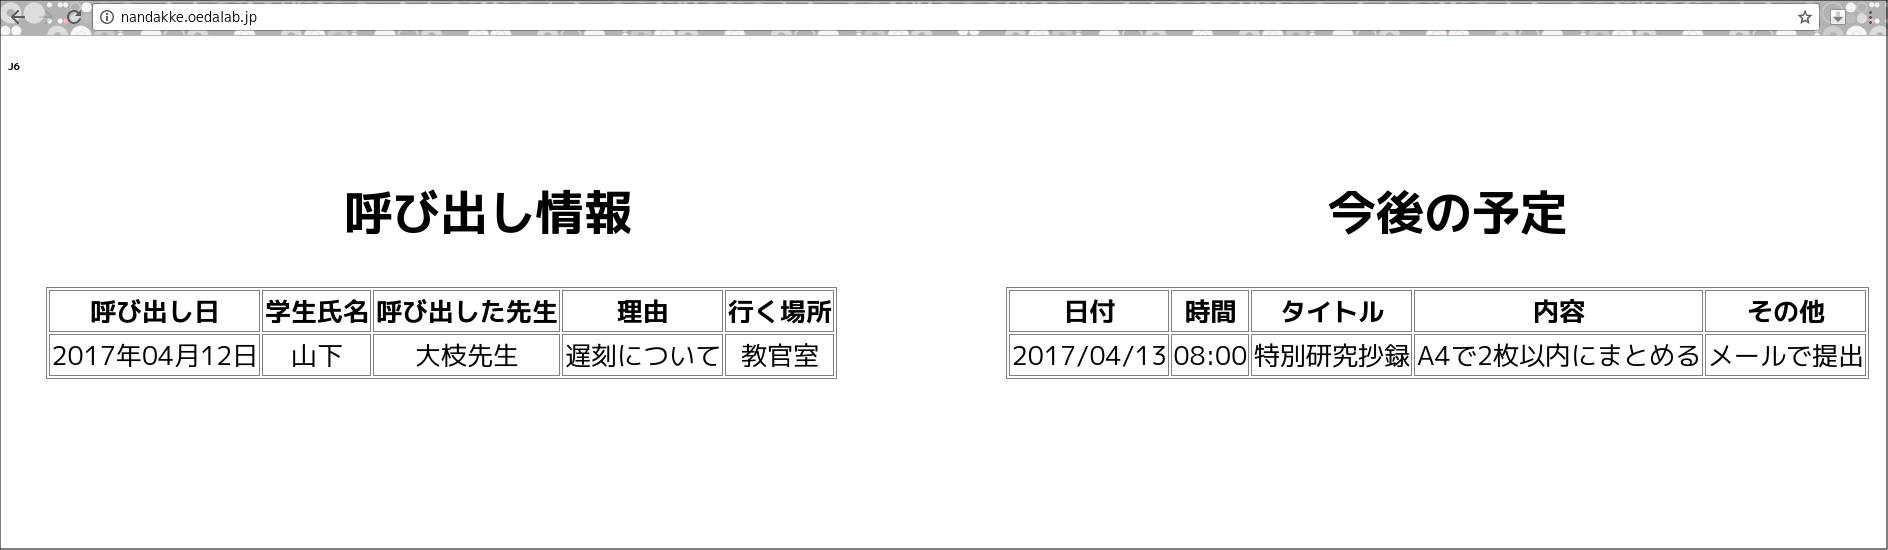 nandakke.oedalab.jp
J6
呼び出し情報
呼び出し日 学生氏名 呼び出した先生 理由 行く場所
2017年04月12日 山下 大枝先生 遅刻について 教官室
今後の予定
日付 時間 タイトル 内容 その他
2017/04/13 08:00 特別研究抄録 A4で2枚以内にまとめる メールで提出